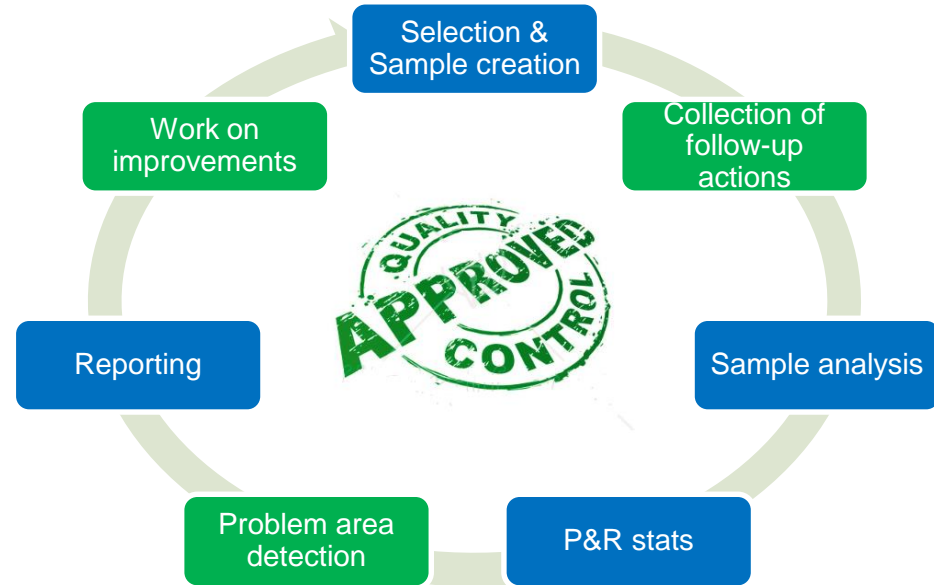 Selection &
Sample creation
Collection of
follow-up
actions
Sample analysis
P&R stats
Problem area
detection
Reporting
Work on
improvements
QUALITY
APPROVED
CONTROL